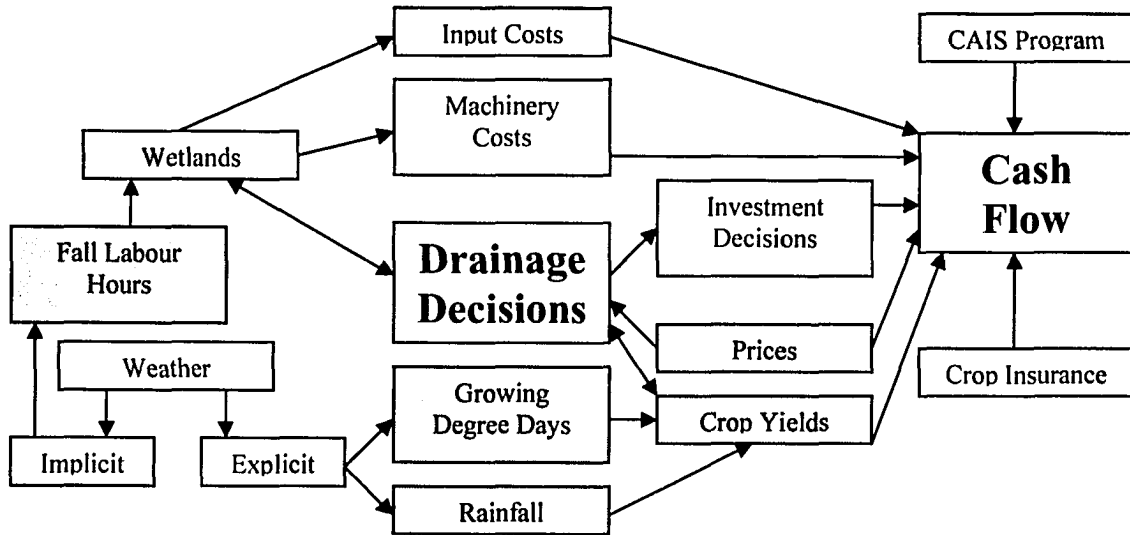 Input Costs
CAIS Program
Machinery
Costs
Wetlands
Cash
Flow
Investment
Decisions
Fall Labour
Hours
Drainage
Decisions
Prices
Weather
Growing
Degree Days
Crop Insurance
Crop Yields
Implicit
Explicit
Rainfall